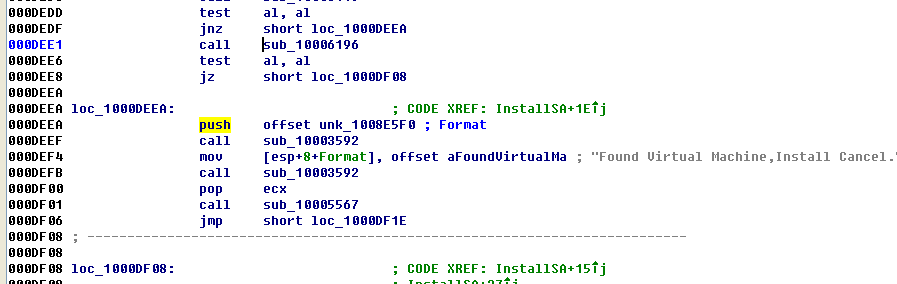 000DEDD test al, al
000DEDF jnz short loc_1000DEEA
000DEE1 call sub_10006196
000DEE6 test al, al
000DEE8 jz short loc_1000DF08
000DEEA
000DEEA loc_1000DEEA: ; CODE XREF: InstallSA+1E↑j
000DEEA push offset unk_1008E5F0 ; Format
000DEEF call sub_10003592
000DEF4 mov [esp+8+Format], offset aFoundVirtualMa ; "Found Virtual Machine,Install Cancel."
000DEFB call sub_10003592
000DF00 pop ecx
000DF01 call sub_10005567
000DF06 jmp short loc_1000DF1E
000DF08 ; ---------------------------------------------------------------------------
000DF08
000DF08 loc_1000DF08: ; CODE XREF: InstallSA+15↑j